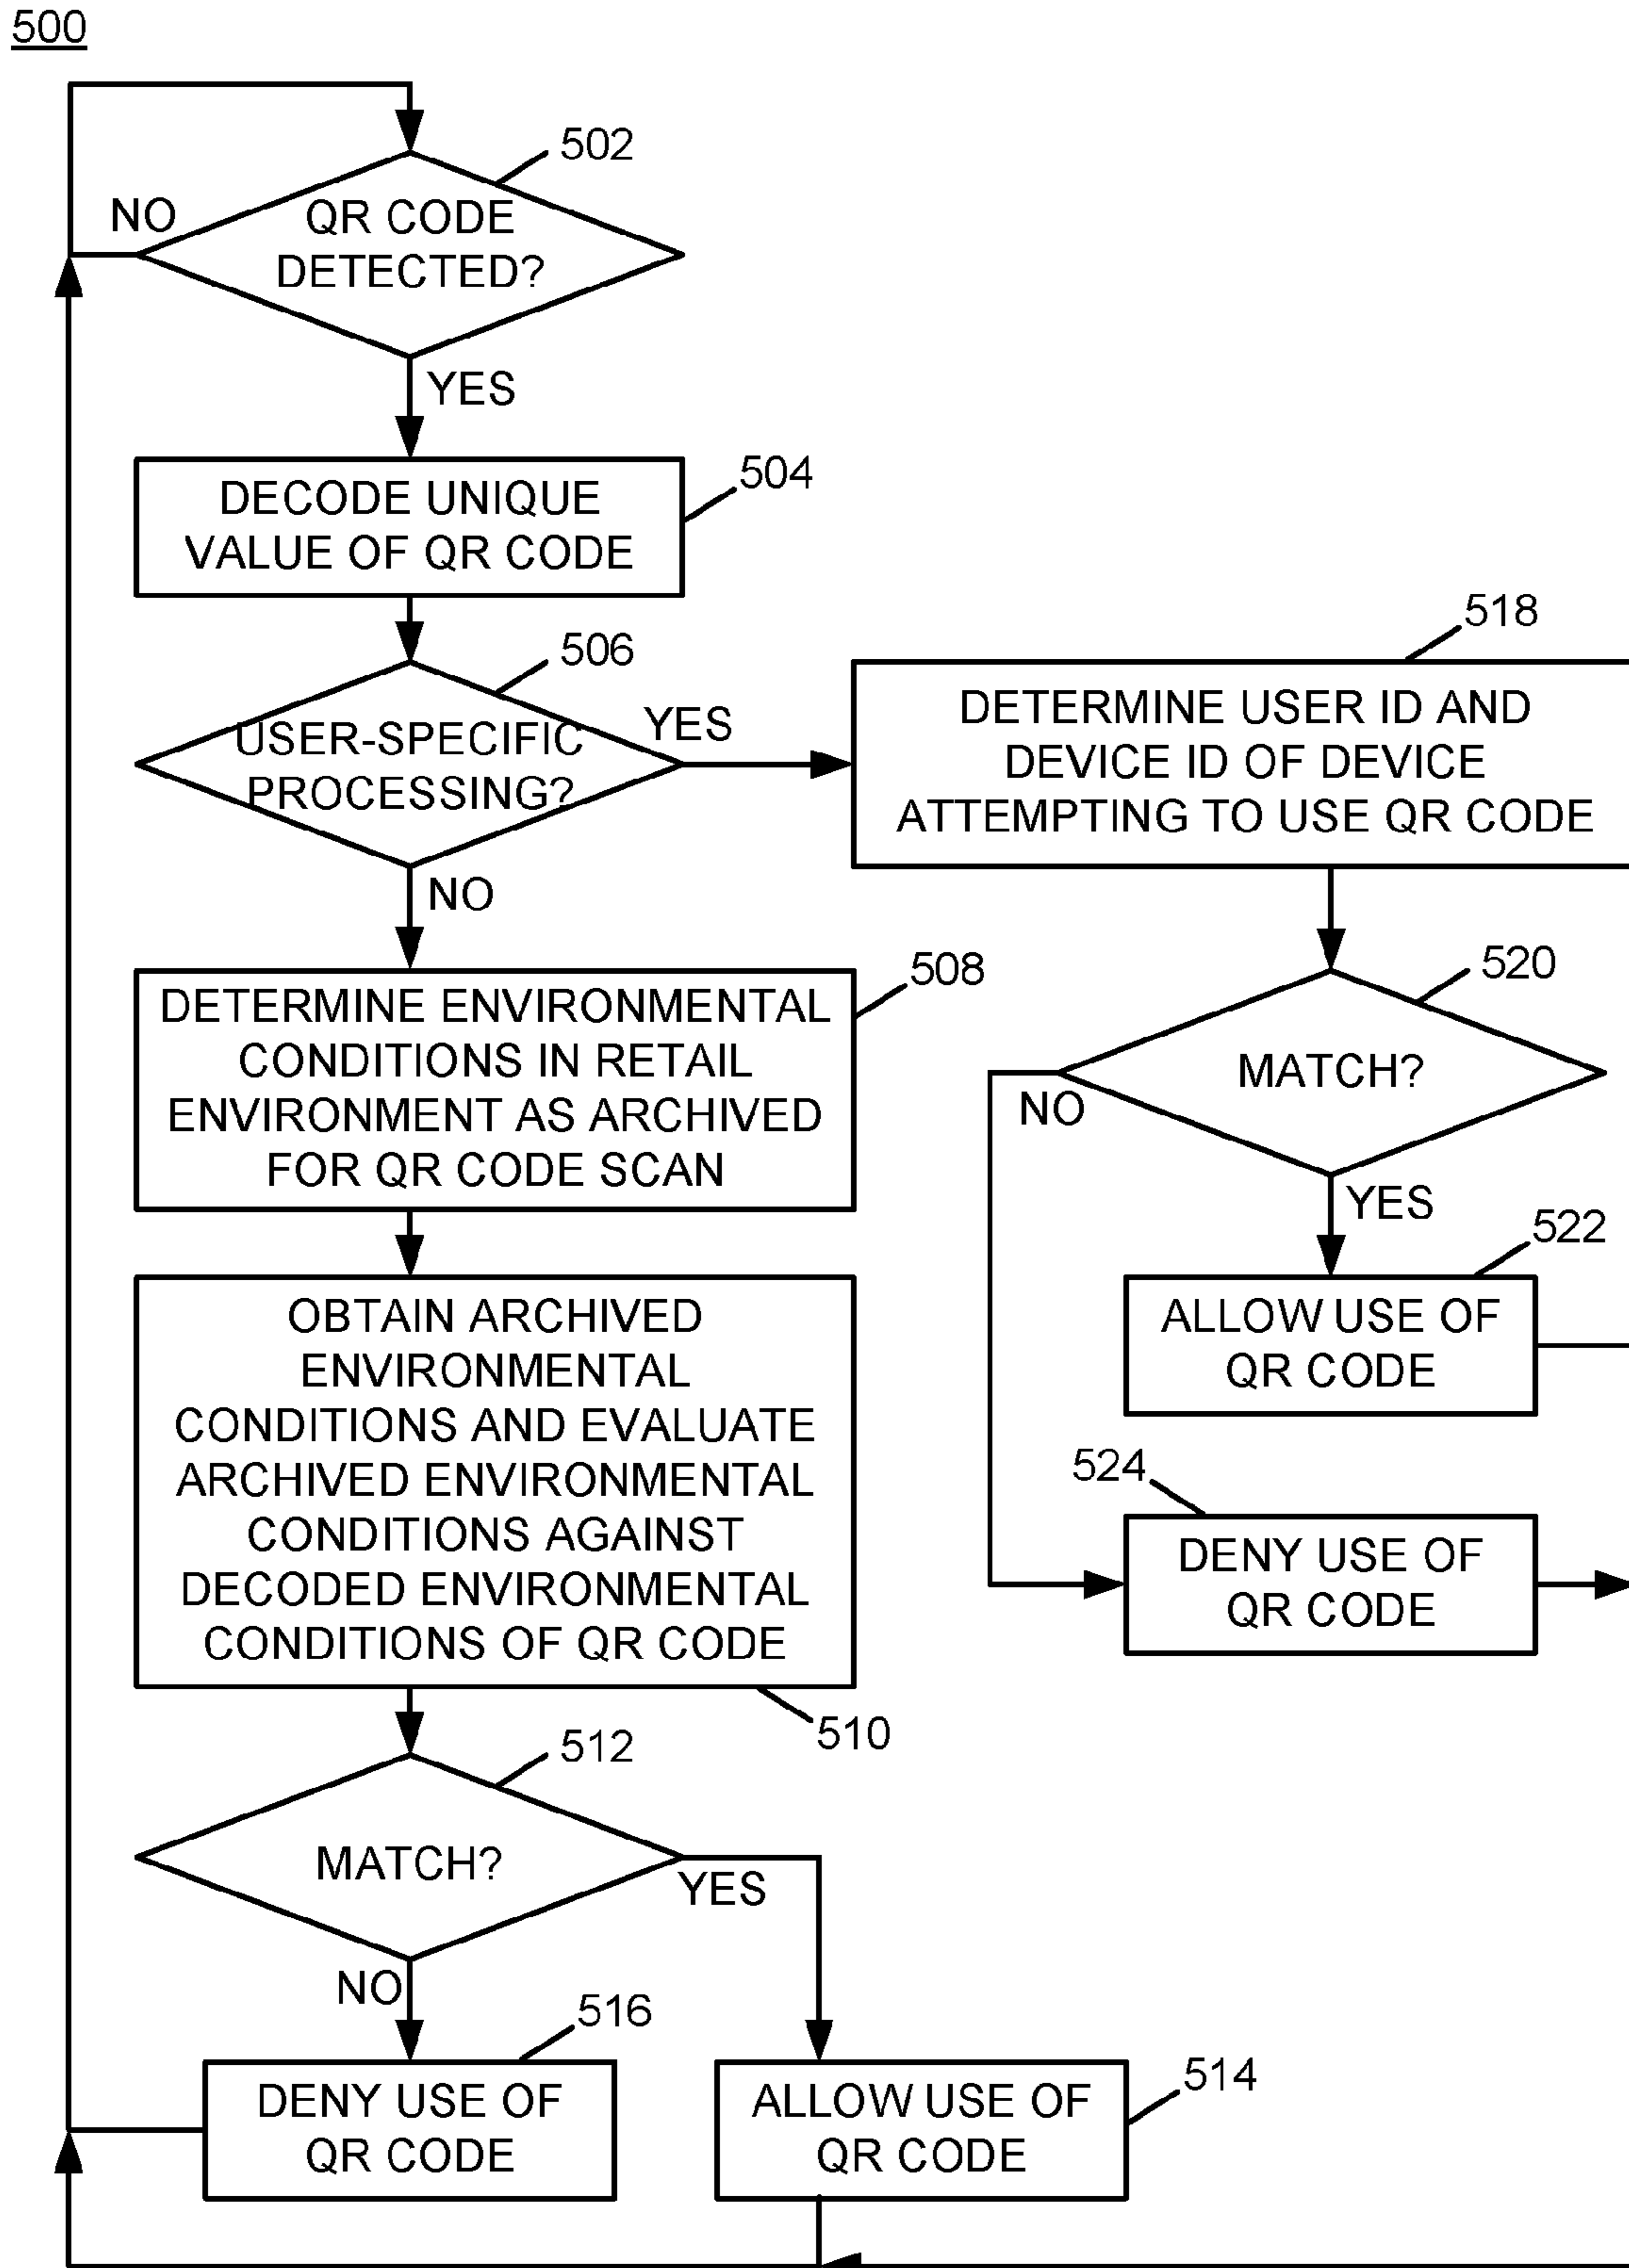 500
502
QR CODE
DETECTED?
NO
YES
504
DECODE UNIQUE
VALUE OF QR CODE
506
USER-SPECIFIC
PROCESSING?
YES
NO
518
DETERMINE USER ID AND
DEVICE ID OF DEVICE
ATTEMPTING TO USE QR CODE
508
DETERMINE ENVIRONMENTAL
CONDITIONS IN RETAIL
ENVIRONMENT AS ARCHIVED
FOR QR CODE SCAN
520
MATCH?
NO
YES
522
ALLOW USE OF
QR CODE
524
DENY USE OF
QR CODE
OBTAIN ARCHIVED
ENVIRONMENTAL
CONDITIONS AND EVALUATE
ARCHIVED ENVIRONMENTAL
CONDITIONS AGAINST
DECODED ENVIRONMENTAL
CONDITIONS OF QR CODE
510
512
MATCH?
YES
NO
516
DENY USE OF
QR CODE
514
ALLOW USE OF
QR CODE